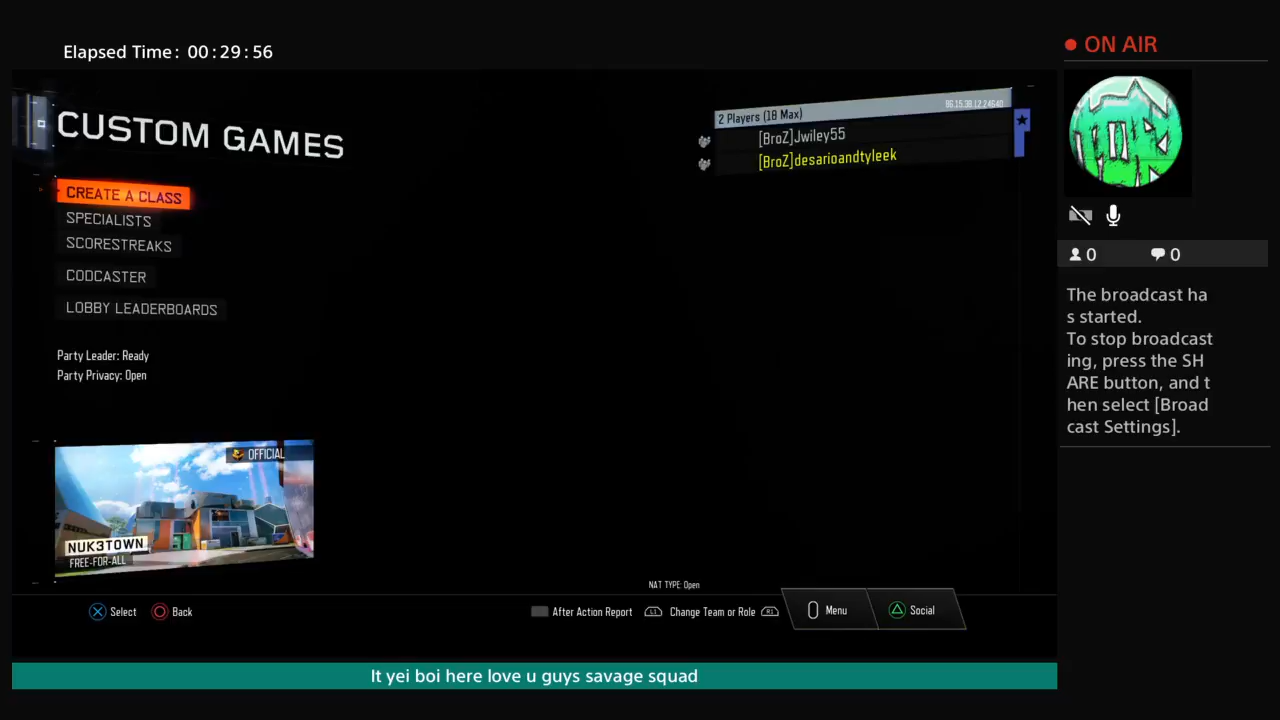 Elapsed Time: 00:29:56
ON AIR
CUSTOM GAMES
2 Players (18 Max)
[BroZ]Jwiley55
[BroZ]desarioandtyleek
CREATE A CLASS
SPECIALISTS
SCORESTREAKS
CODCASTER
LOBBY LEADERBOARDS
Party Leader: Ready
Party Privacy: Open
0
0
The broadcast ha
s started.
To stop broadcast
ing, press the SH
ARE button, and t
hen select [Broad
cast Settings].
OFFICIAL
NUK3TOWN
FREE-FOR-ALL
NAT TYPE: Open
Select
Back
After Action Report
L1 Change Team or Role R1
Menu
Social
It yei boi here love u guys savage squad